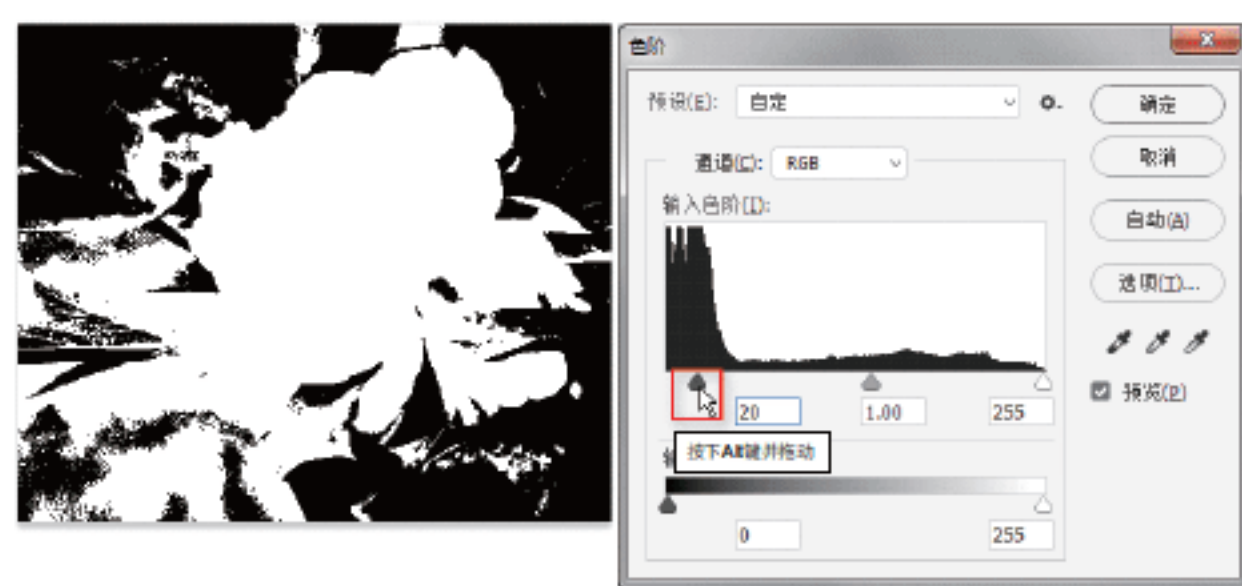 色阶
预设(E): 自定
确定
取消
通道(C): RGB
自动(A)
输入色阶(I):
选项(T)...
预览(P)
20 1.00 255
按下Alt键并拖动
0 255